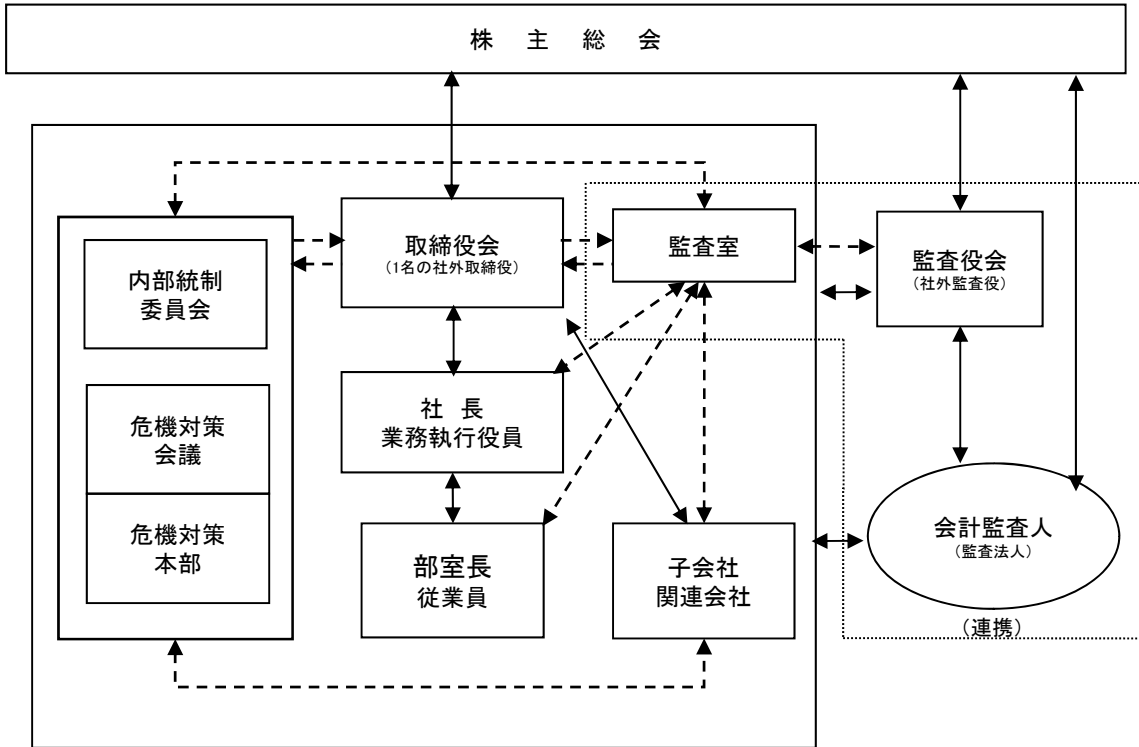 株 主 総 会
取締役会
(1名の社外取締役)
監査室
監査役会
(社外監査役)
内部統制
委員会
社 長
業務執行役員
危機対策
会議
危機対策
本部
部室長
従業員
子会社
関連会社
会計監査人
(監査法人)
(連携)